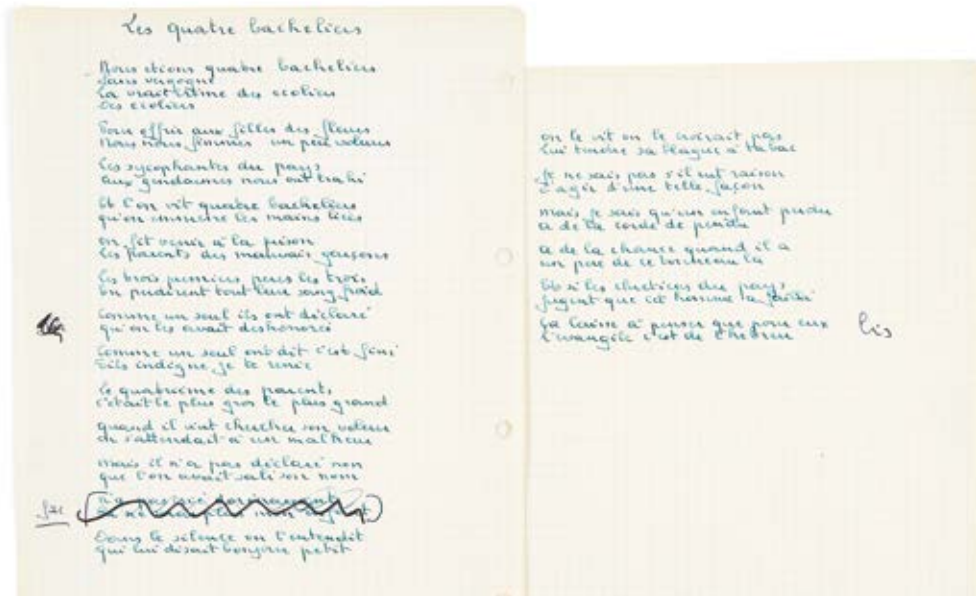 Les quatre bacheliers
Nous étions quatre bacheliers
sans vergogne
La vraie crème des écoliers
Des écoliers
Pour offrir aux filles des fleurs
Nous nous fîmes un peu voleurs
Les sycophantes du pays
aux gendarmes nous ont trahi
Et l'on vit quatre bacheliers
qu'on emmène les mains liées
on fit venir à la prison
Les parents des mauvais garçons
Les trois premiers pères les trois
En perdirent tout leur sang froid
Comme un seul ils ont déclaré
qu'on les avait deshonoré
Comme un seul ont dit c'est fini
Fils indigne je te renie
Le quatrième des parents,
c'était le plus gros le plus grand
quand il vint chercher son voleur
on s'attendait à un malheur
mais il n'a pas déclaré non
que l'on avait sali son nom
Dans le silence on l'entendit
qui lui disait bonjour petit
on le vit on le croirait pas
Lui tendre sa blague à tabac
Je ne sais pas s'il eut raison
D'agir d'une telle façon
mais je sais qu'un enfant perdu
a de la corde de pendu
a de la chance quand il a
un père de ce tonneau là
Et si les chrétiens du pays,
jugent que cet homme a failli
ça laisse à penser que pour eux
L'évangile c'est de l'hébreu
bis